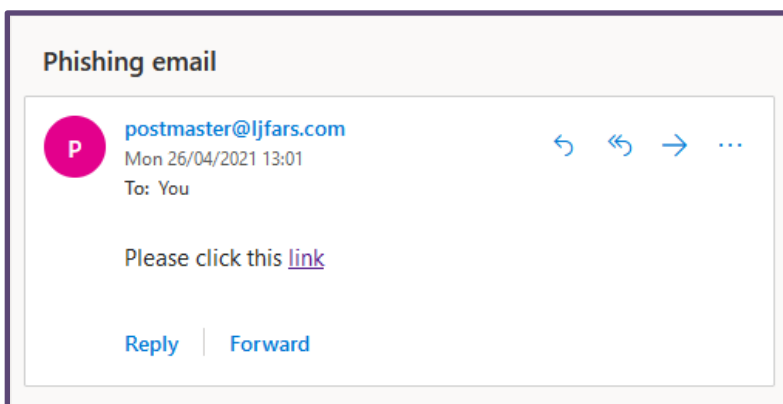 Phishing email
P
postmaster@ljfars.com
Mon 26/04/2021 13:01
To: You
Please click this link
Reply
Forward